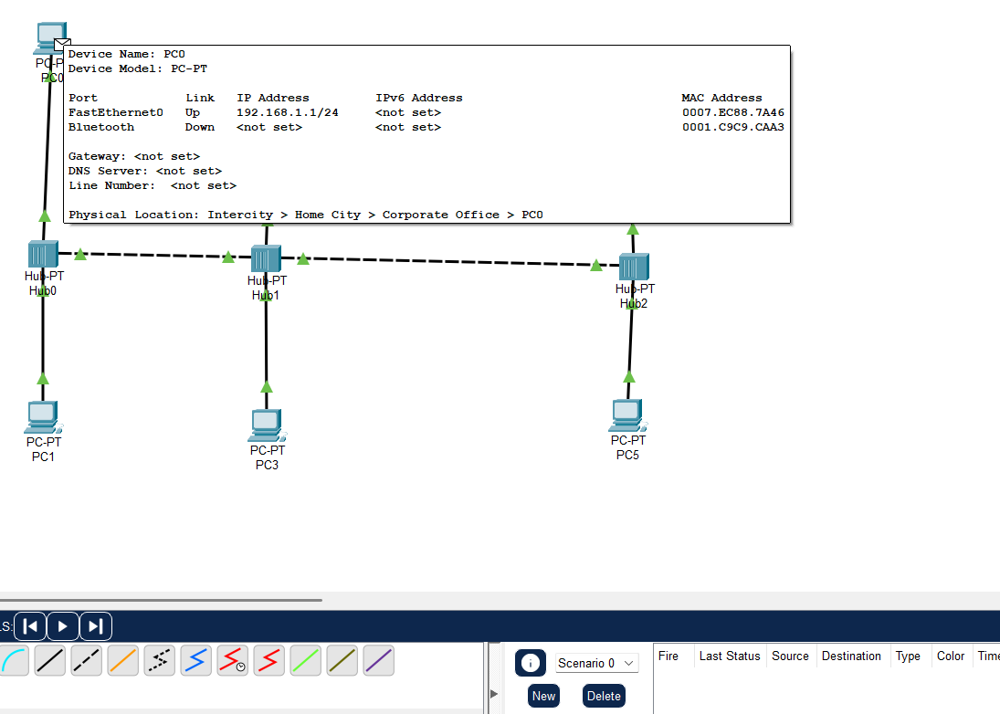 PC-P
PC0
Device Name: PC0
Device Model: PC-PT
Port Link IP Address IPv6 Address MAC Address
FastEthernet0 Up 192.168.1.1/24 <not set> 0007.EC88.7A46
Bluetooth Down <not set> <not set> 0001.C9C9.CAA3
Gateway: <not set>
DNS Server: <not set>
Line Number: <not set>
Physical Location: Intercity > Home City > Corporate Office > PC0
Hub-PT
Hub0
Hub-PT
Hub1
Hub-PT
Hub2
PC-PT
PC1
PC-PT
PC3
PC-PT
PC5
LS:
Scenario 0
New
Delete
Fire Last Status Source Destination Type Color Time